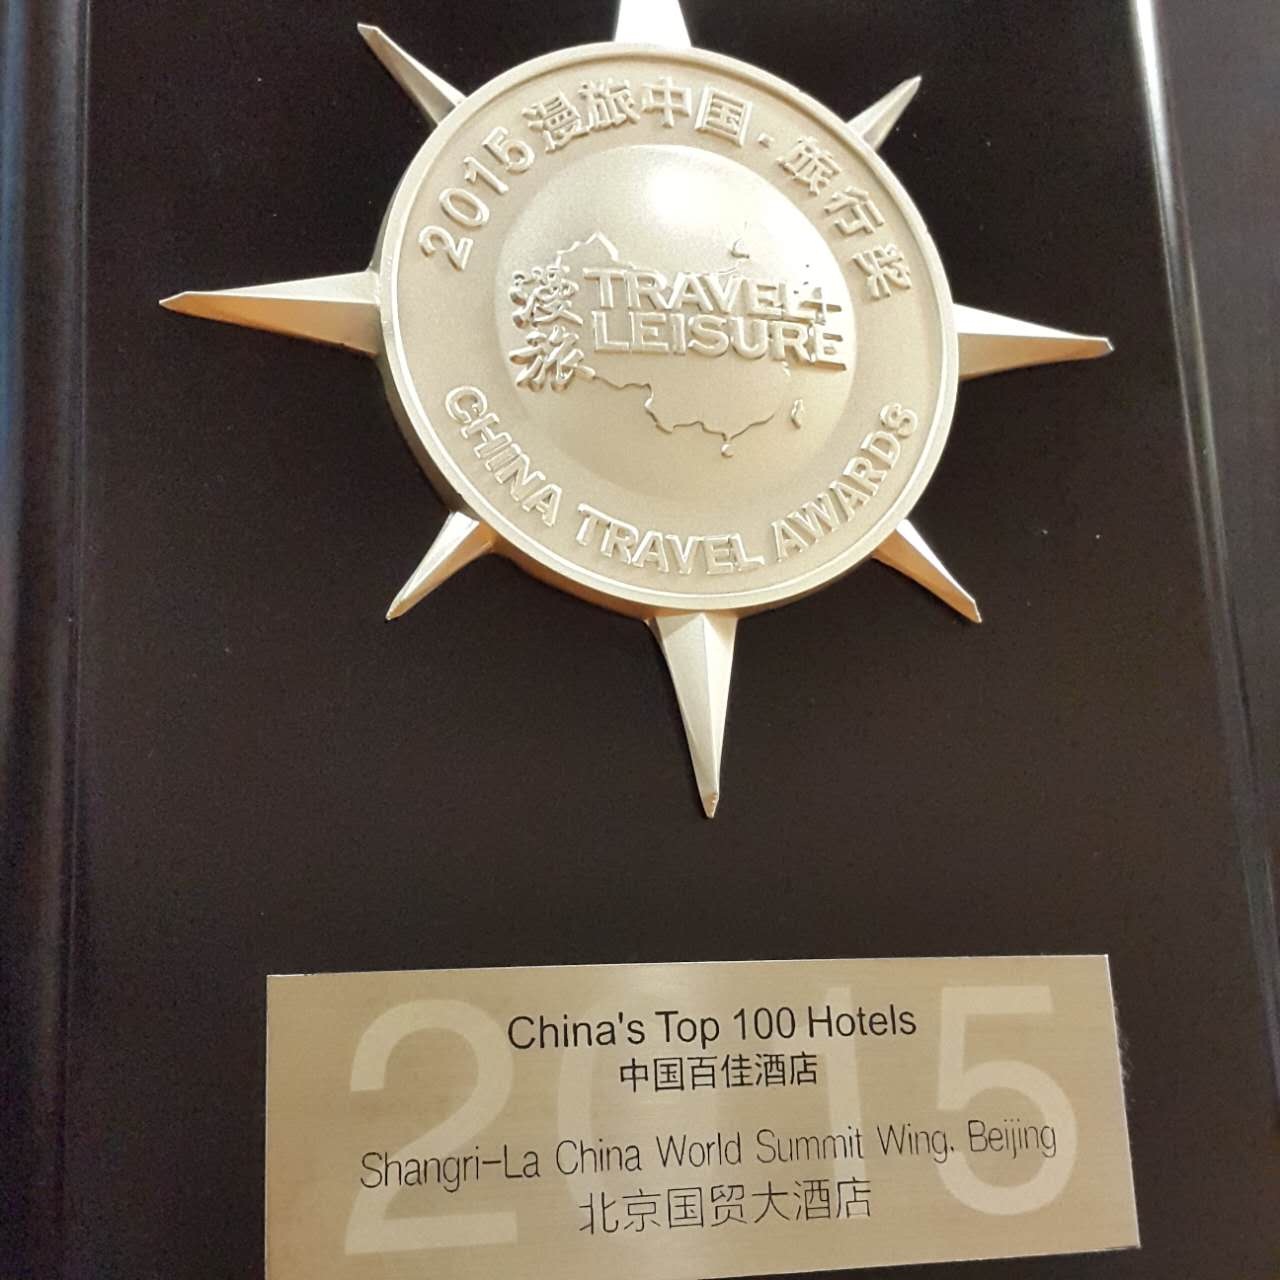 2015漫旅中国·旅行奖
漫旅
TRAVEL+
LEISURE
CHINA TRAVEL AWARDS
2015
China's Top 100 Hotels
中国百佳酒店
Shangri-La China World Summit Wing, Beijing
北京国贸大酒店